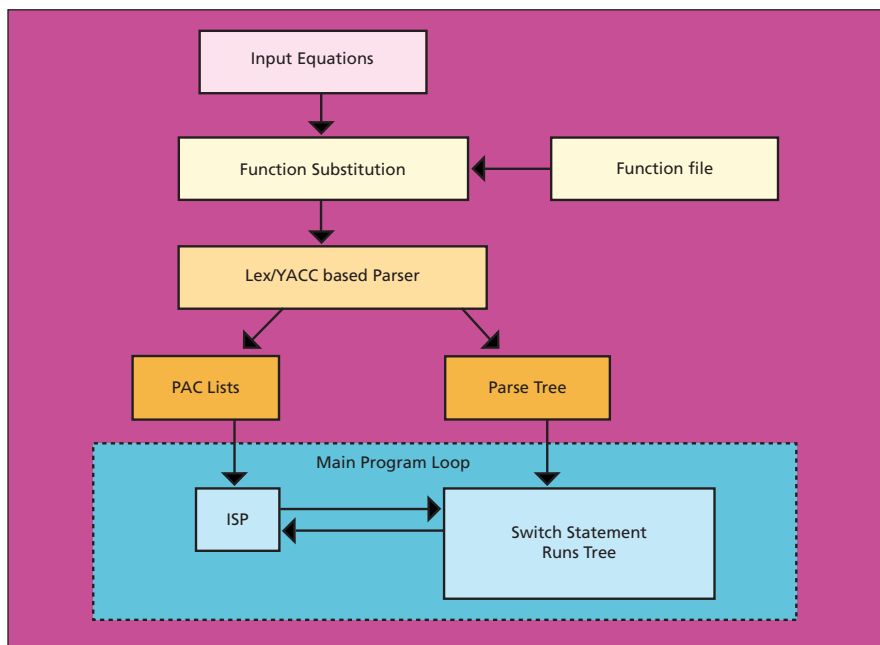 Input Equations
Function Substitution
Function file
Lex/YACC based Parser
PAC Lists
Parse Tree
Main Program Loop
ISP
Switch Statement
Runs Tree